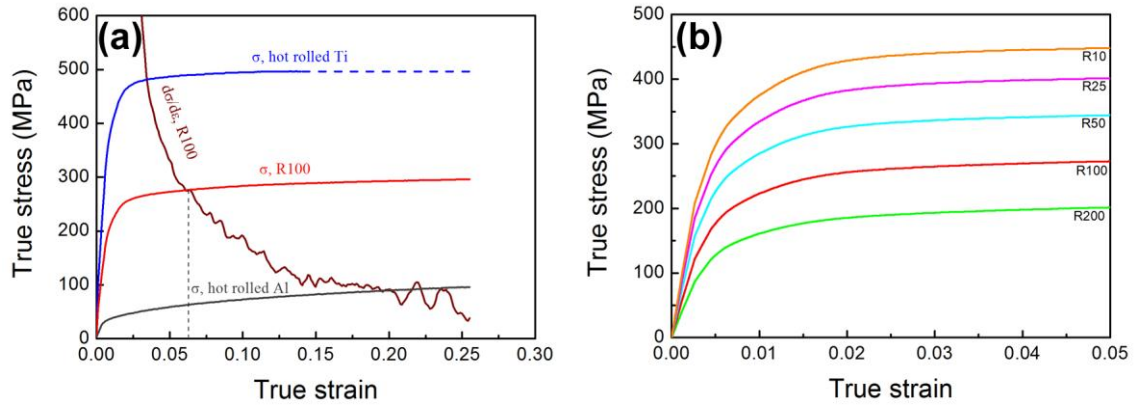 (a)
600
500
400
300
200
100
0
True stress (MPa)
σ, hot rolled Ti
dσ/dε, R100
σ, R100
σ, hot rolled Al
0.00 0.05 0.10 0.15 0.20 0.25 0.30
True strain
(b)
500
400
300
200
100
0
True stress (MPa)
R10
R25
R50
R100
R200
0.00 0.01 0.02 0.03 0.04 0.05
True strain